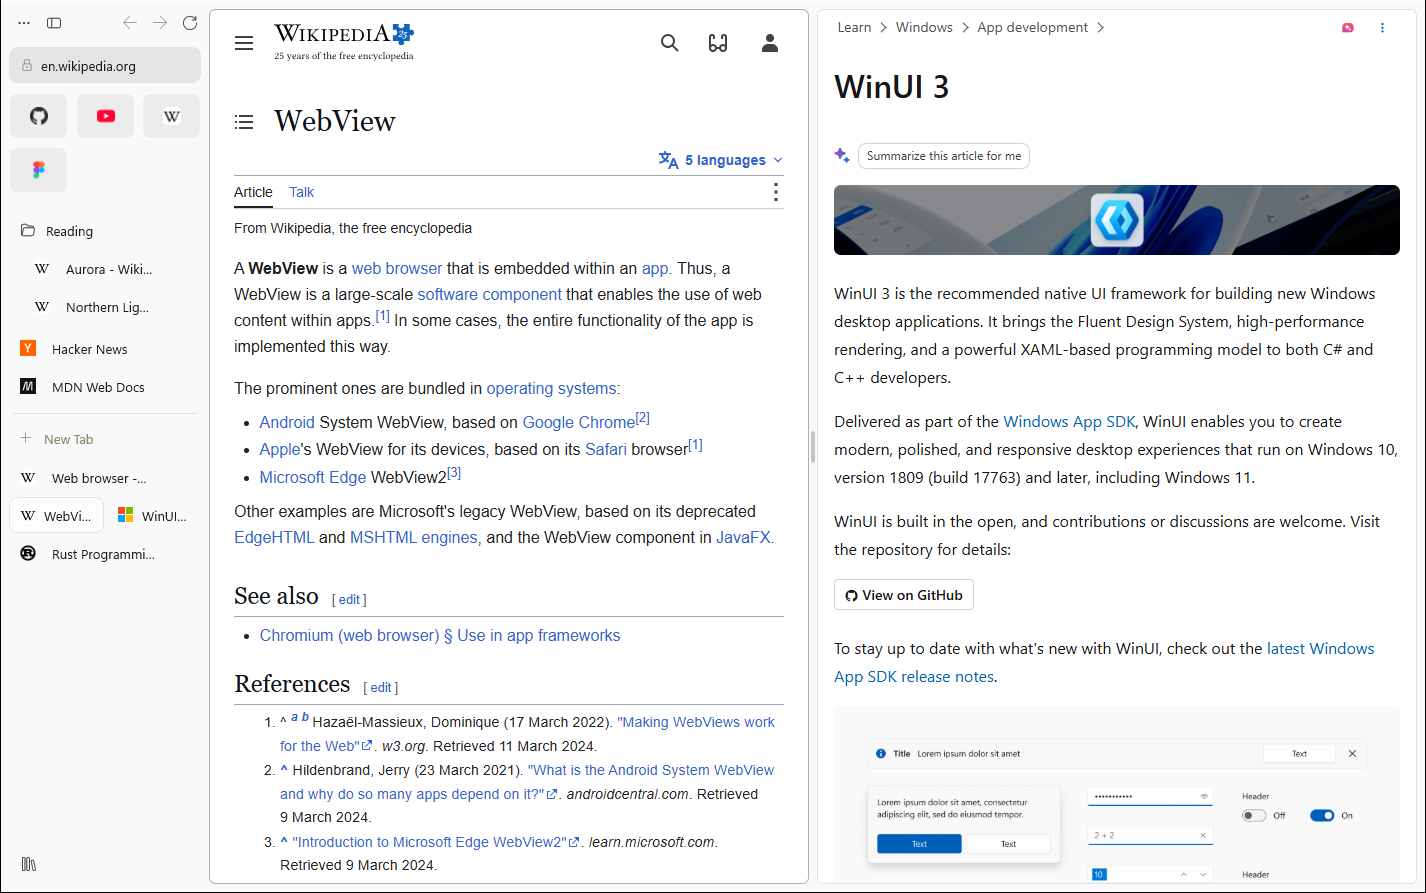 en.wikipedia.org
Reading
Aurora - Wiki...
Northern Lig...
Hacker News
MDN Web Docs
New Tab
Web browser -...
WebVi...
WinUI...
Rust Programmi...
WIKIPEDIA 25
25 years of the free encyclopedia
WebView
5 languages
Article Talk
From Wikipedia, the free encyclopedia
A WebView is a web browser that is embedded within an app. Thus, a
WebView is a large-scale software component that enables the use of web
content within apps.[1] In some cases, the entire functionality of the app is
implemented this way.
The prominent ones are bundled in operating systems:
• Android System WebView, based on Google Chrome[2]
• Apple's WebView for its devices, based on its Safari browser[1]
• Microsoft Edge WebView2[3]
Other examples are Microsoft's legacy WebView, based on its deprecated
EdgeHTML and MSHTML engines, and the WebView component in JavaFX.
See also [ edit ]
• Chromium (web browser) § Use in app frameworks
References [ edit ]
1. ^ a b Hazaël-Massieux, Dominique (17 March 2022). "Making WebViews work
for the Web". w3.org. Retrieved 11 March 2024.
2. ^ Hildenbrand, Jerry (23 March 2021). "What is the Android System WebView
and why do so many apps depend on it?". androidcentral.com. Retrieved
9 March 2024.
3. ^ "Introduction to Microsoft Edge WebView2". learn.microsoft.com.
Retrieved 9 March 2024.
Learn > Windows > App development >
WinUI 3
Summarize this article for me
WinUI 3 is the recommended native UI framework for building new Windows
desktop applications. It brings the Fluent Design System, high-performance
rendering, and a powerful XAML-based programming model to both C# and
C++ developers.
Delivered as part of the Windows App SDK, WinUI enables you to create
modern, polished, and responsive desktop experiences that run on Windows 10,
version 1809 (build 17763) and later, including Windows 11.
WinUI is built in the open, and contributions or discussions are welcome. Visit
the repository for details:
View on GitHub
To stay up to date with what's new with WinUI, check out the latest Windows
App SDK release notes.
Title Lorem ipsum dolor sit amet
Text
Lorem ipsum dolor sit amet, consectetur
adipiscing elit, sed do eiusmod tempor.
Text
Text
2 + 2
10
Header
Off
On
Header